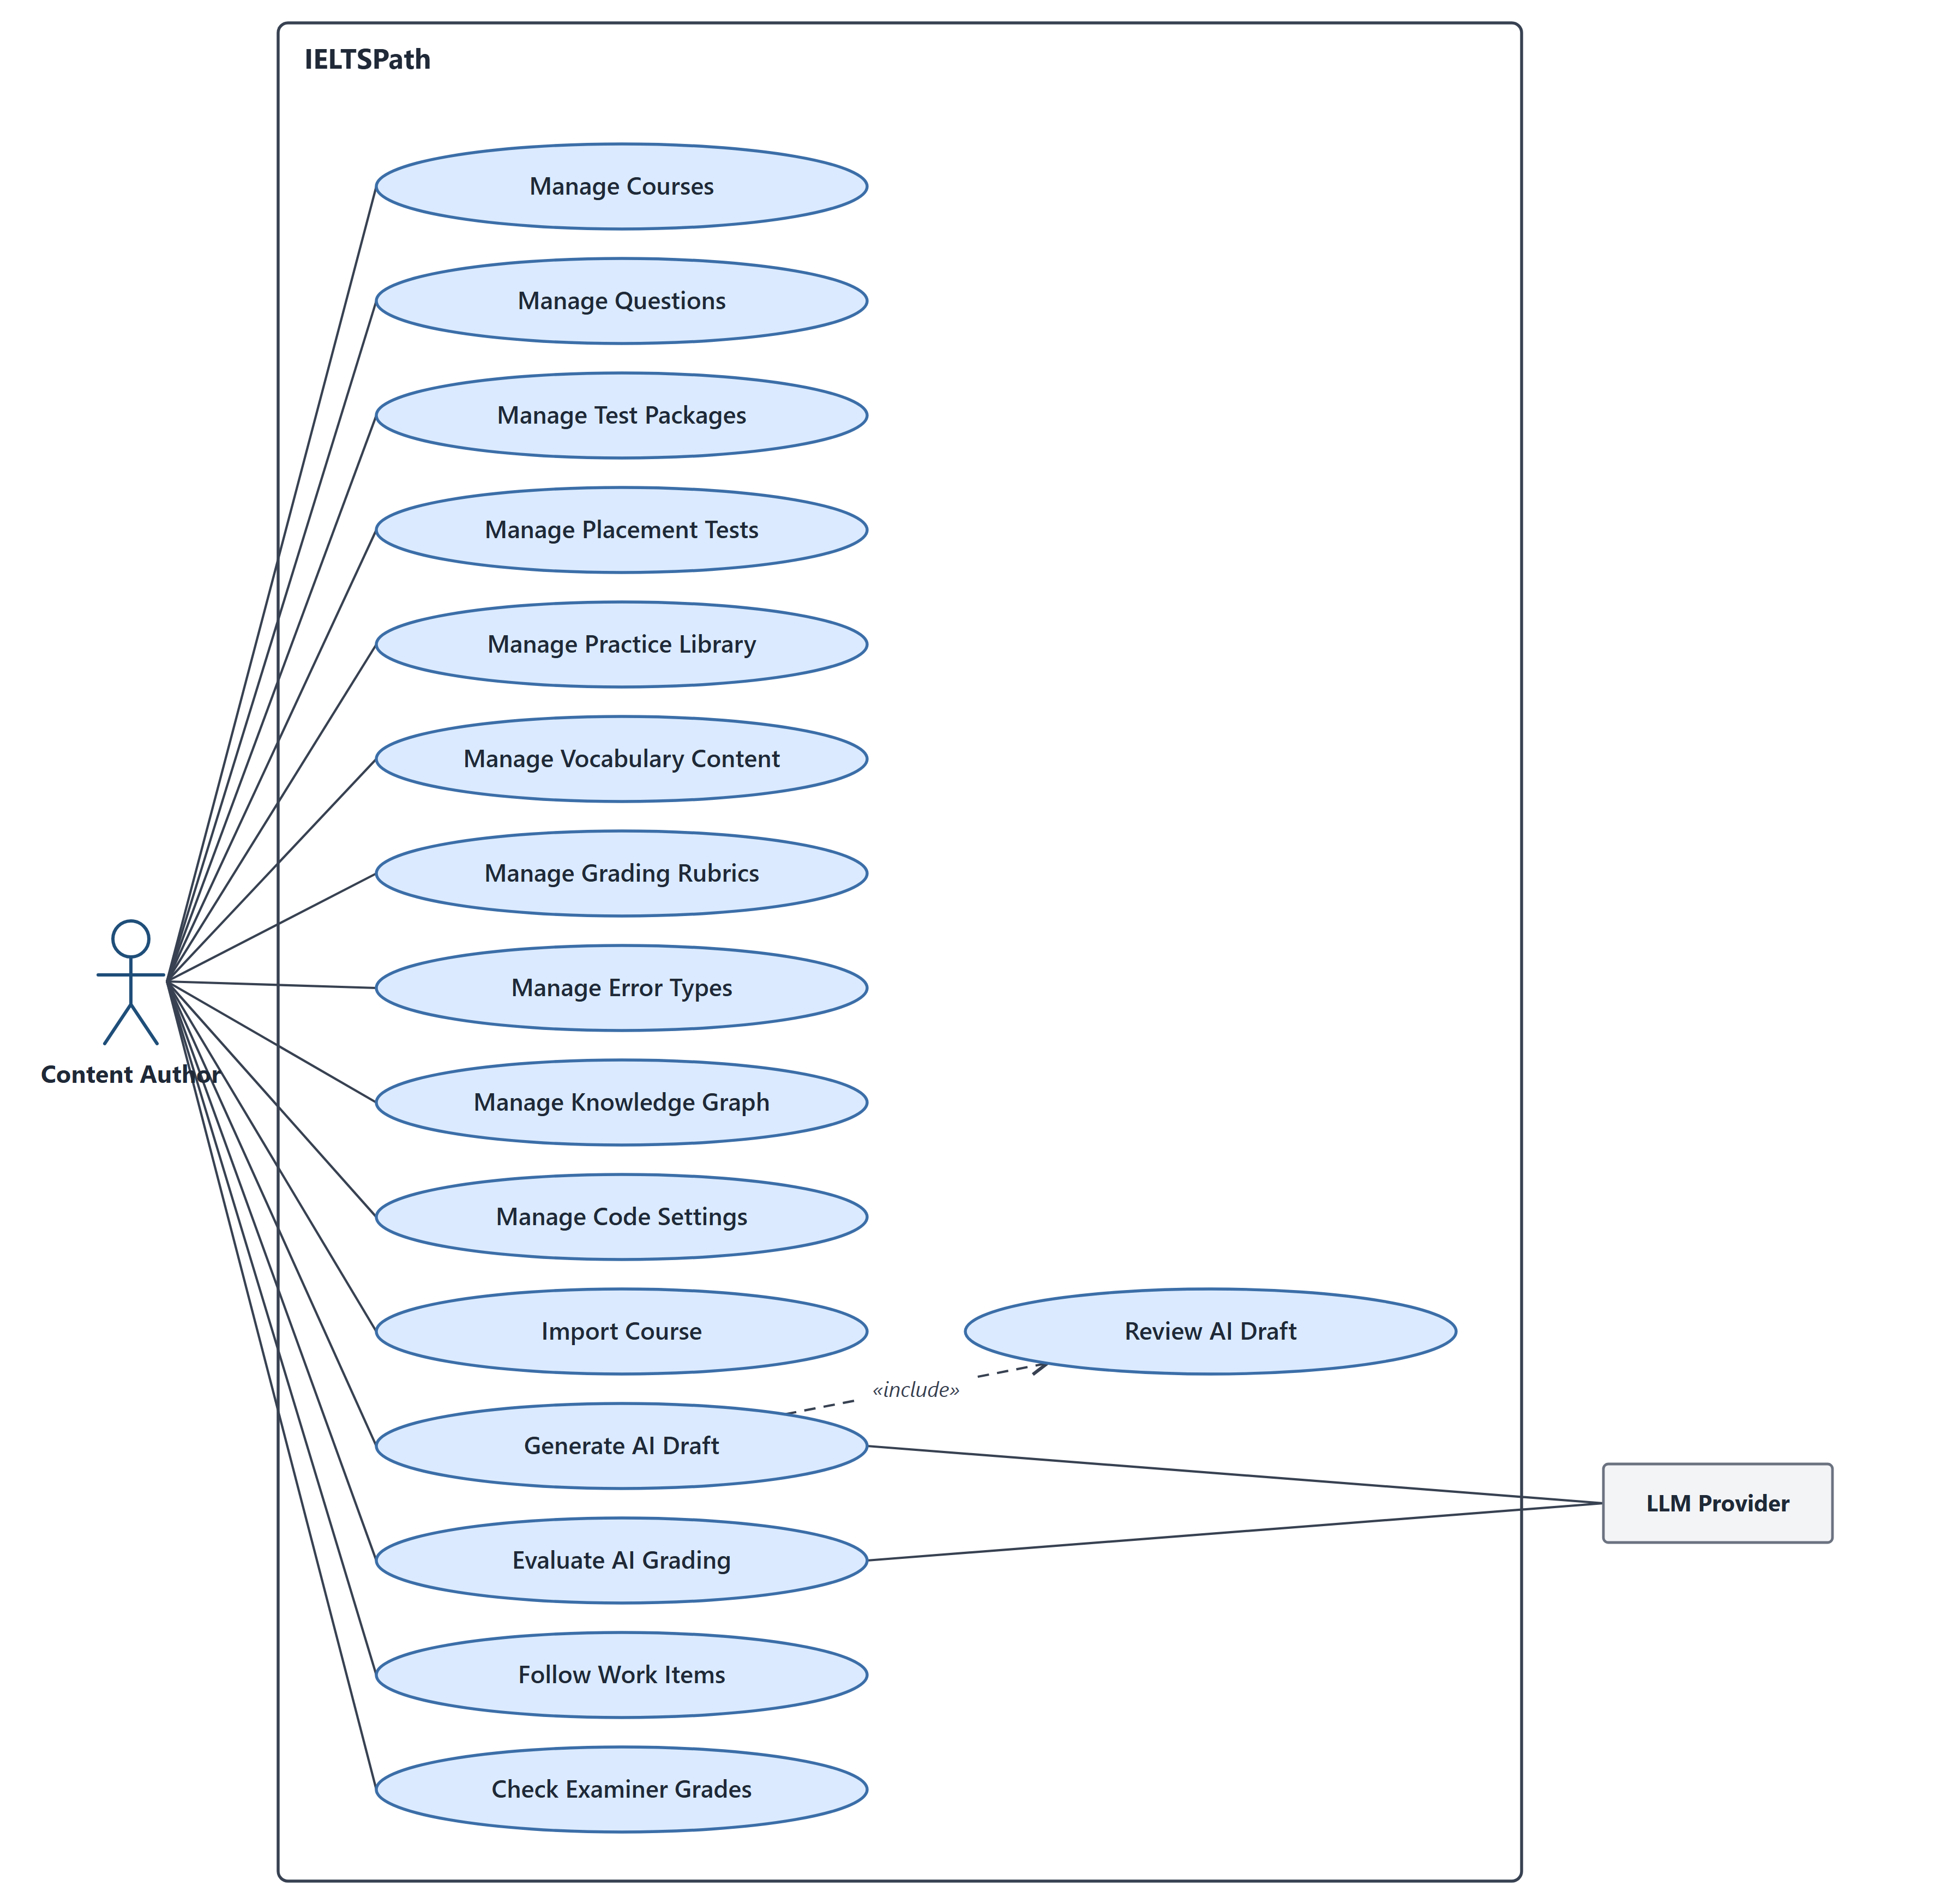 IELTSPath
Manage Courses
Manage Questions
Manage Test Packages
Manage Placement Tests
Manage Practice Library
Manage Vocabulary Content
Manage Grading Rubrics
Manage Error Types
Content Author
Manage Knowledge Graph
Manage Code Settings
Import Course
Review AI Draft
«include»
Generate AI Draft
LLM Provider
Evaluate AI Grading
Follow Work Items
Check Examiner Grades